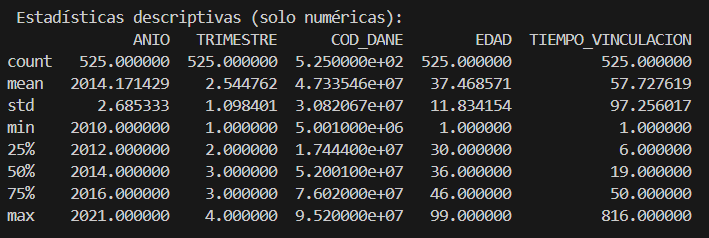 Estadísticas descriptivas (solo numéricas):
ANIO TRIMESTRE COD_DANE EDAD TIEMPO_VINCULACION
count 525.000000 525.000000 5.250000e+02 525.000000 525.000000
mean 2014.171429 2.544762 4.733546e+07 37.468571 57.727619
std 2.685333 1.098401 3.082067e+07 11.834154 97.256017
min 2010.000000 1.000000 5.001000e+06 1.000000 1.000000
25% 2012.000000 2.000000 1.744400e+07 30.000000 6.000000
50% 2014.000000 3.000000 5.200100e+07 36.000000 19.000000
75% 2016.000000 3.000000 7.602000e+07 46.000000 50.000000
max 2021.000000 4.000000 9.520000e+07 99.000000 816.000000